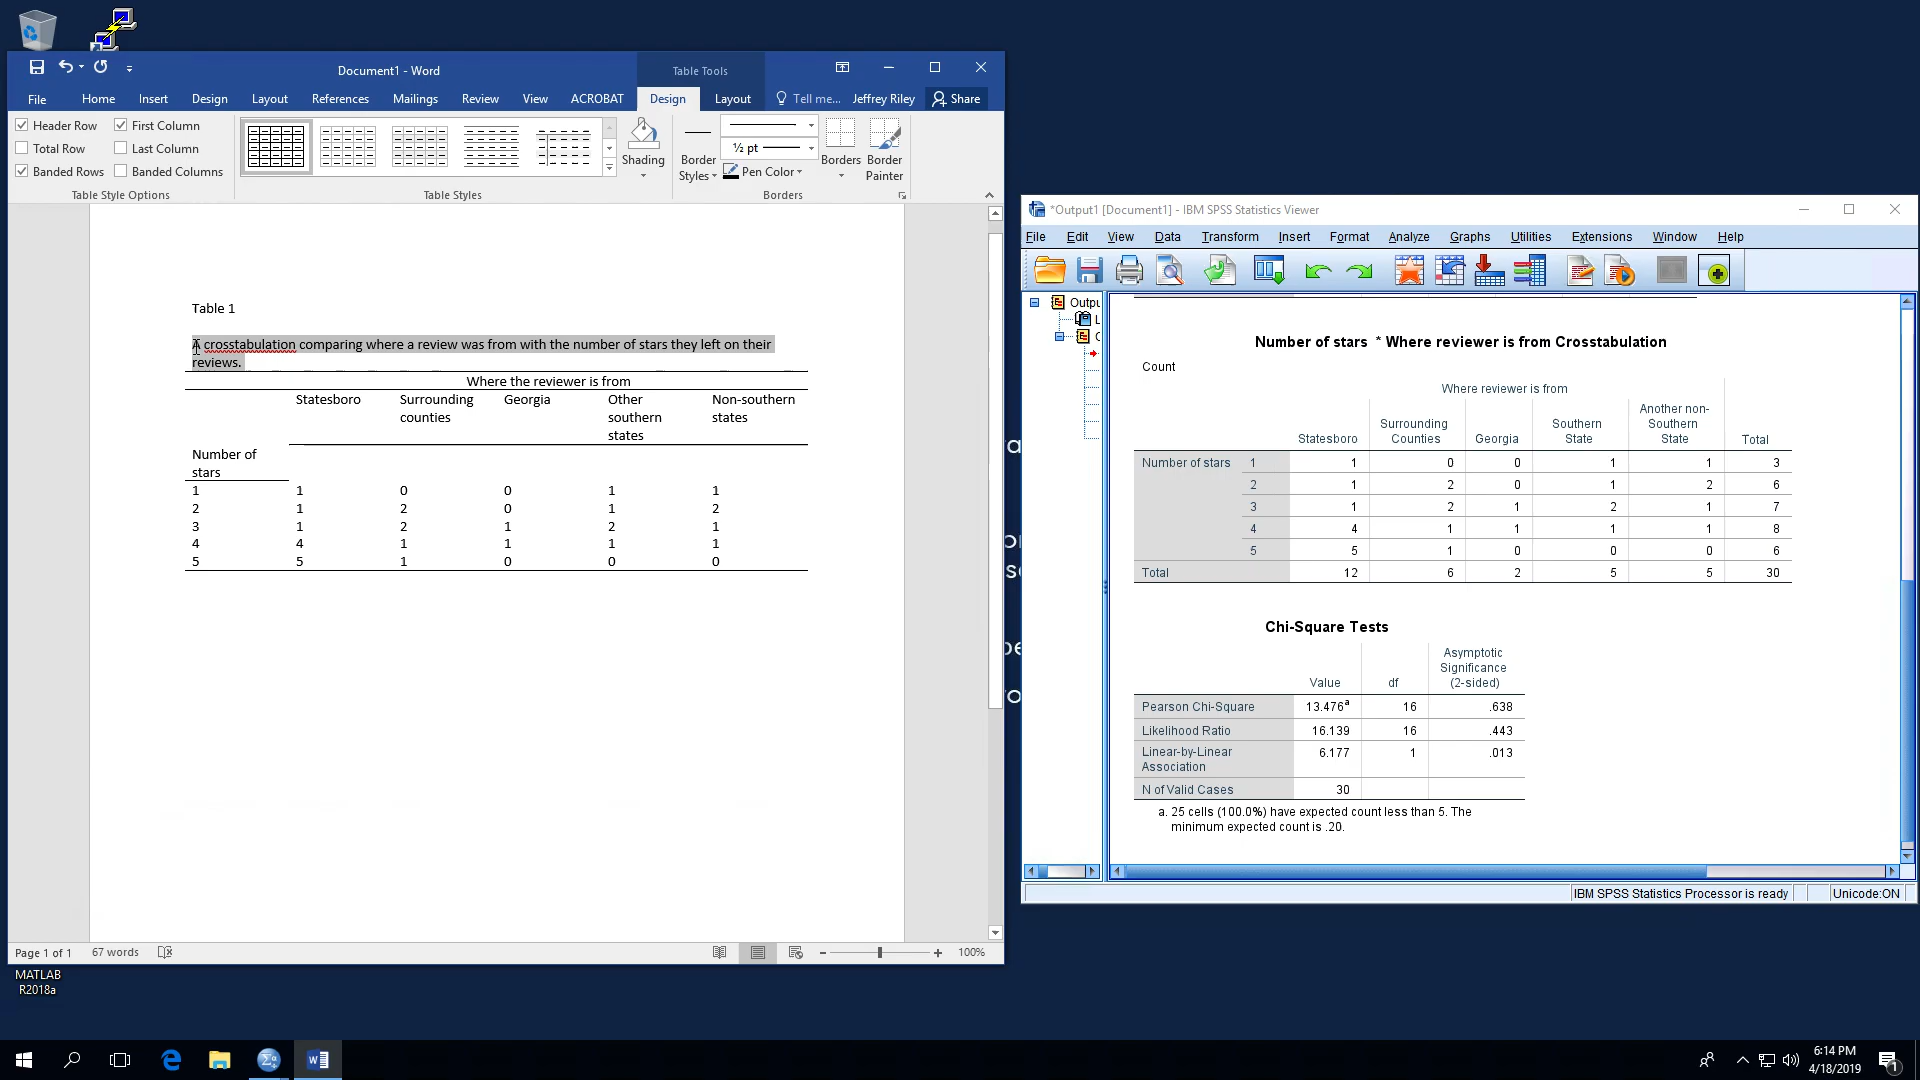 Document1 - Word
Table Tools
File Home Insert Design Layout References Mailings Review View ACROBAT Design Layout Tell me... Jeffrey Riley Share
Header Row First Column
Total Row Last Column
Banded Rows Banded Columns
Table Style Options
Table Styles
Shading
Border Styles
½ pt
Pen Color
Borders
Border Painter
Borders
Table 1
A crosstabulation comparing where a review was from with the number of stars they left on their
reviews.
Where the reviewer is from
Statesboro Surrounding Georgia Other Non-southern
counties southern states
states
Number of
stars
1 1 0 0 1 1
2 1 2 0 1 2
3 1 2 1 2 1
4 4 1 1 1 1
5 5 1 0 0 0
Page 1 of 1 67 words 100%
*Output1 [Document1] - IBM SPSS Statistics Viewer
File Edit View Data Transform Insert Format Analyze Graphs Utilities Extensions Window Help
Outpu
L
C
Number of stars * Where reviewer is from Crosstabulation
Count
Where reviewer is from
Statesboro Surrounding Counties Georgia Southern State Another non-Southern State Total
Number of stars 1 1 0 0 1 1 3
2 1 2 0 1 2 6
3 1 2 1 2 1 7
4 4 1 1 1 1 8
5 5 1 0 0 0 6
Total 12 6 2 5 5 30
Chi-Square Tests
Value df Asymptotic Significance (2-sided)
Pearson Chi-Square 13.476a 16 .638
Likelihood Ratio 16.139 16 .443
Linear-by-Linear Association 6.177 1 .013
N of Valid Cases 30
a. 25 cells (100.0%) have expected count less than 5. The
minimum expected count is .20.
IBM SPSS Statistics Processor is ready Unicode:ON
MATLAB
R2018a
6:14 PM
4/18/2019
1